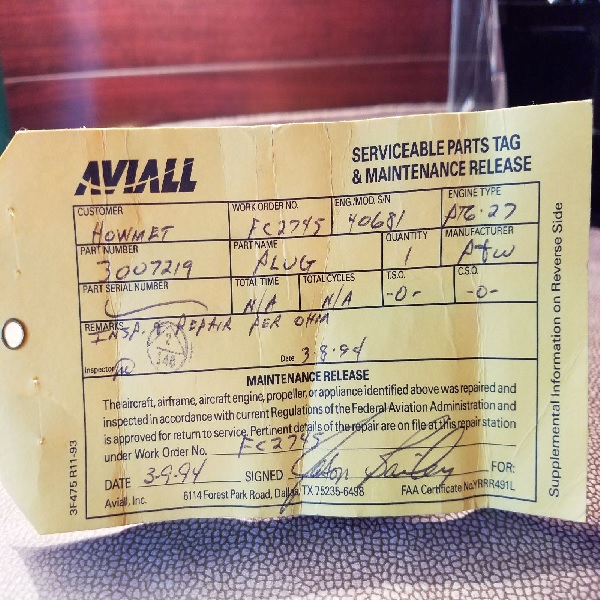 AVIALL
SERVICEABLE PARTS TAG
& MAINTENANCE RELEASE
CUSTOMER WORK ORDER NO. ENG./MOD. S/N ENGINE TYPE
HOWMET FC2745 40681 PT6-27
PART NUMBER PART NAME QUANTITY MANUFACTURER
3007219 PLUG 1 P+W
PART SERIAL NUMBER TOTAL TIME TOTAL CYCLES T.S.O. C.S.O.
N/A N/A -0- -0-
REMARKS INSP. & REPAIR PER OHM
Inspector Date 3-8-94
MAINTENANCE RELEASE
The aircraft, airframe, aircraft engine, propeller, or appliance identified above was repaired and
inspected in accordance with current Regulations of the Federal Aviation Administration and
is approved for return to service. Pertinent details of the repair are on file at this repair station
under Work Order No. FC2745
DATE 3-9-94 SIGNED FOR:
Aviall, Inc. 6114 Forest Park Road, Dallas, TX 75235-6498 FAA Certificate No. YRRR491L
3F475 R11-93
Supplemental Information on Reverse Side